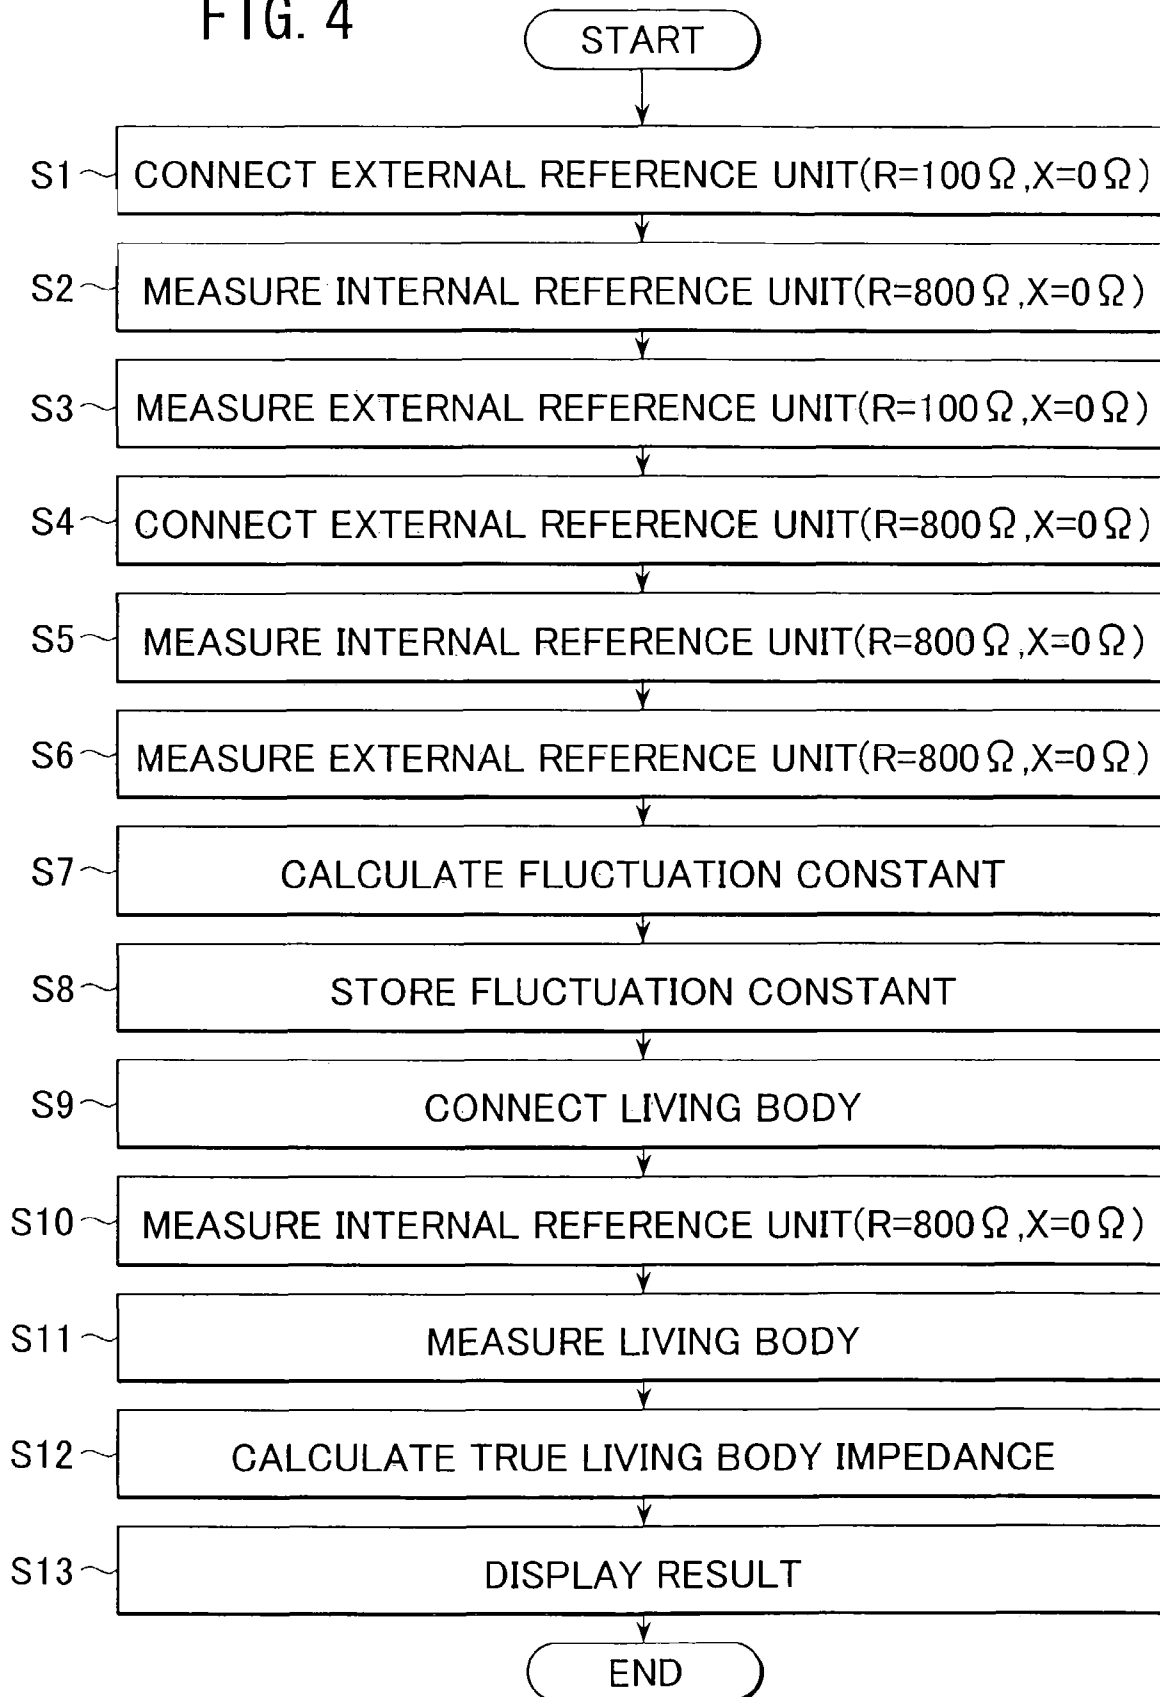 FIG. 4
START
S1 CONNECT EXTERNAL REFERENCE UNIT(R=100Ω,X=0Ω)
S2 MEASURE INTERNAL REFERENCE UNIT(R=800Ω,X=0Ω)
S3 MEASURE EXTERNAL REFERENCE UNIT(R=100Ω,X=0Ω)
S4 CONNECT EXTERNAL REFERENCE UNIT(R=800Ω,X=0Ω)
S5 MEASURE INTERNAL REFERENCE UNIT(R=800Ω,X=0Ω)
S6 MEASURE EXTERNAL REFERENCE UNIT(R=800Ω,X=0Ω)
S7 CALCULATE FLUCTUATION CONSTANT
S8 STORE FLUCTUATION CONSTANT
S9 CONNECT LIVING BODY
S10 MEASURE INTERNAL REFERENCE UNIT(R=800Ω,X=0Ω)
S11 MEASURE LIVING BODY
S12 CALCULATE TRUE LIVING BODY IMPEDANCE
S13 DISPLAY RESULT
END